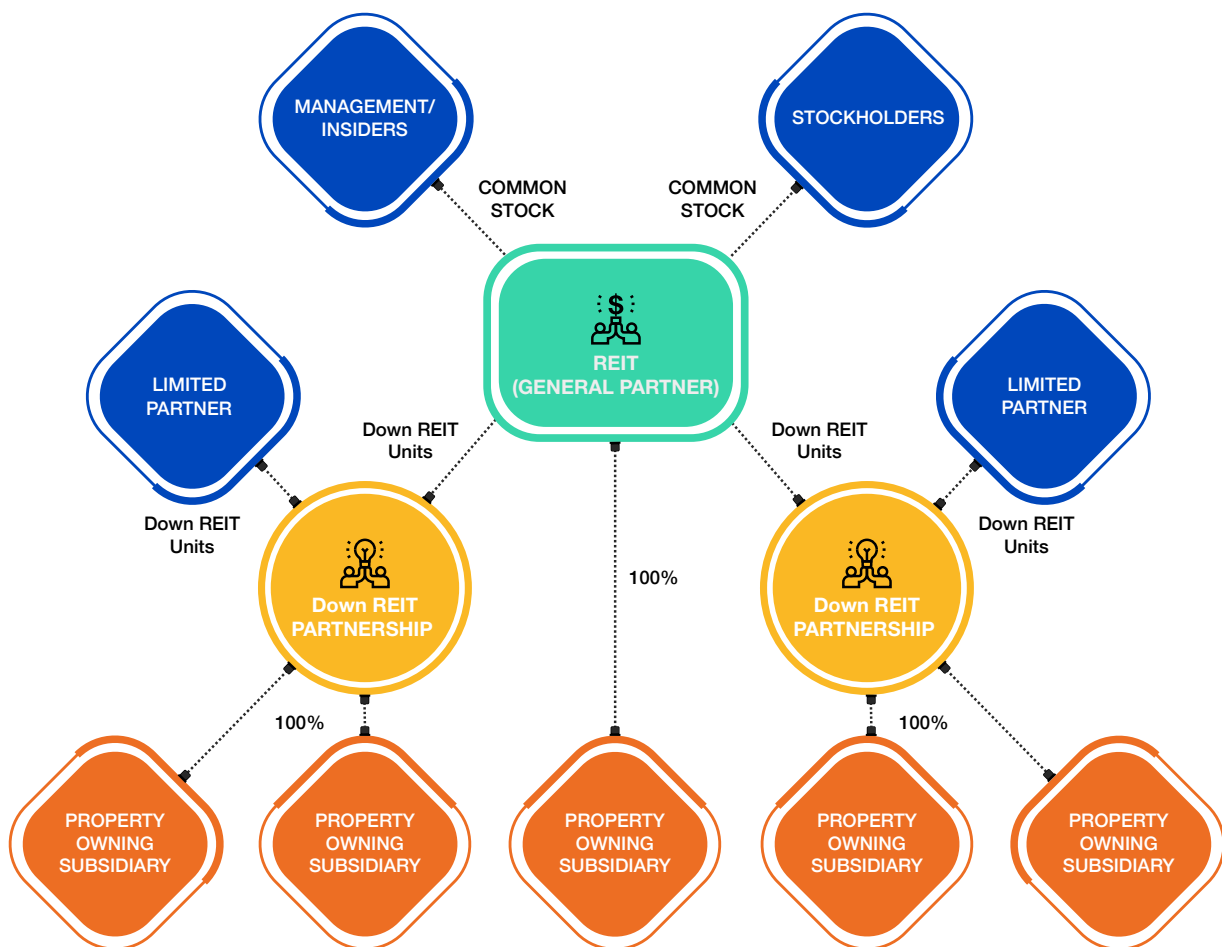 MANAGEMENT/
INSIDERS
STOCKHOLDERS
COMMON
STOCK
COMMON
STOCK
$
REIT
(GENERAL PARTNER)
LIMITED
PARTNER
LIMITED
PARTNER
Down REIT
Units
Down REIT
Units
Down REIT
Units
Down REIT
Units
Down REIT
PARTNERSHIP
100%
Down REIT
PARTNERSHIP
100%
100%
PROPERTY
OWNING
SUBSIDIARY
PROPERTY
OWNING
SUBSIDIARY
PROPERTY
OWNING
SUBSIDIARY
PROPERTY
OWNING
SUBSIDIARY
PROPERTY
OWNING
SUBSIDIARY